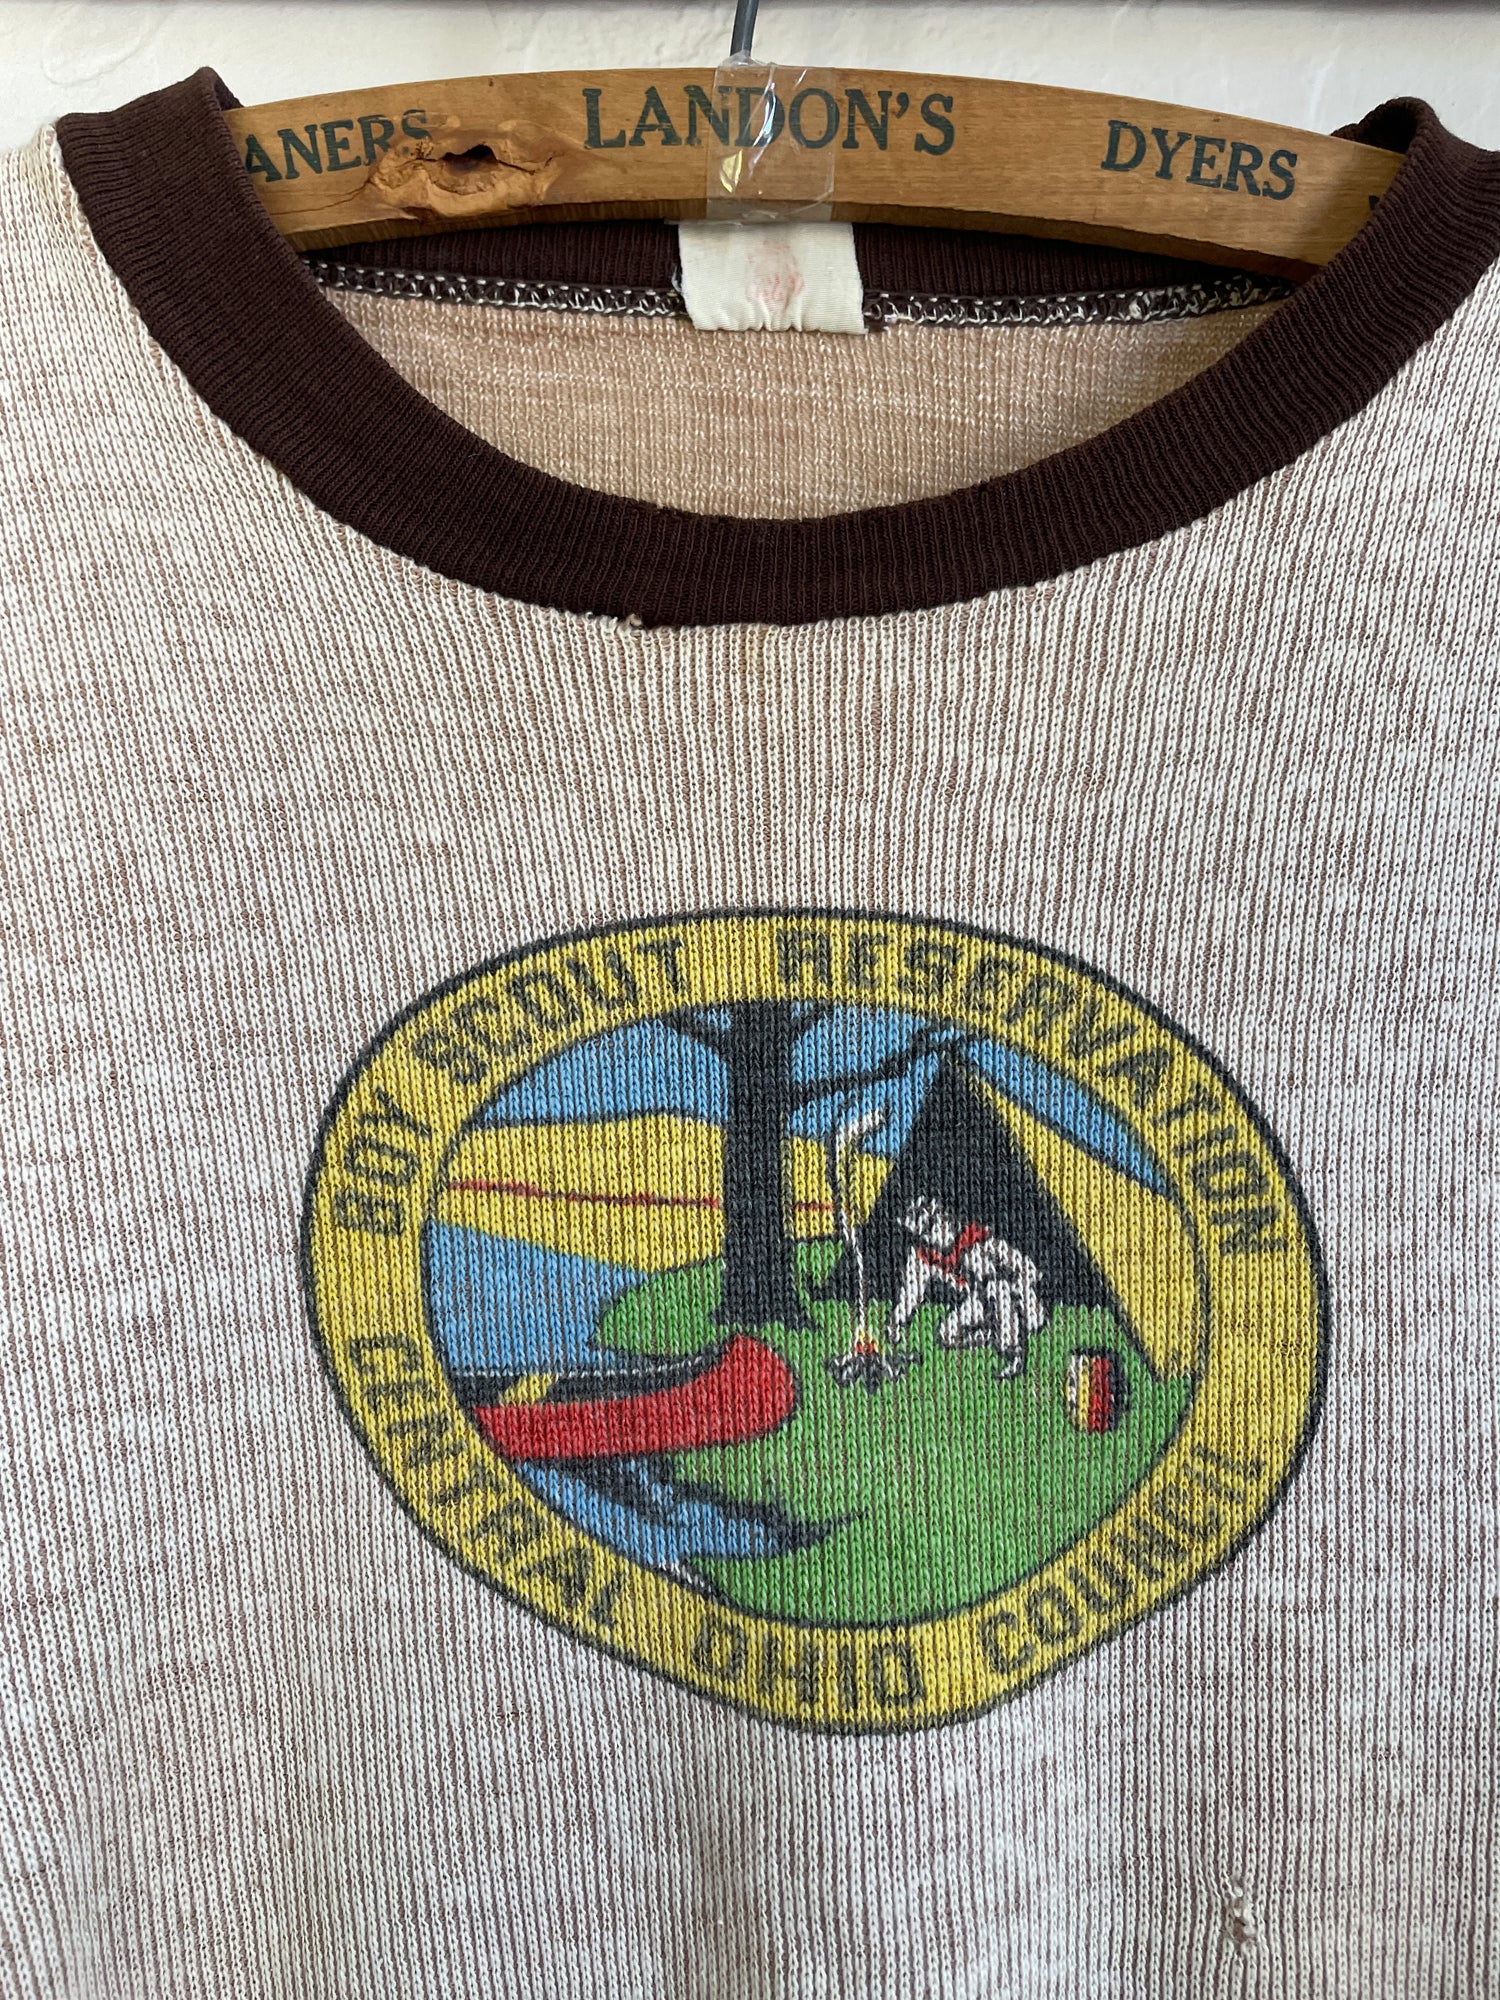 ANERS LANDON'S DYERS
BOY SCOUT RESERVATION
CENTRAL OHIO COUNCIL